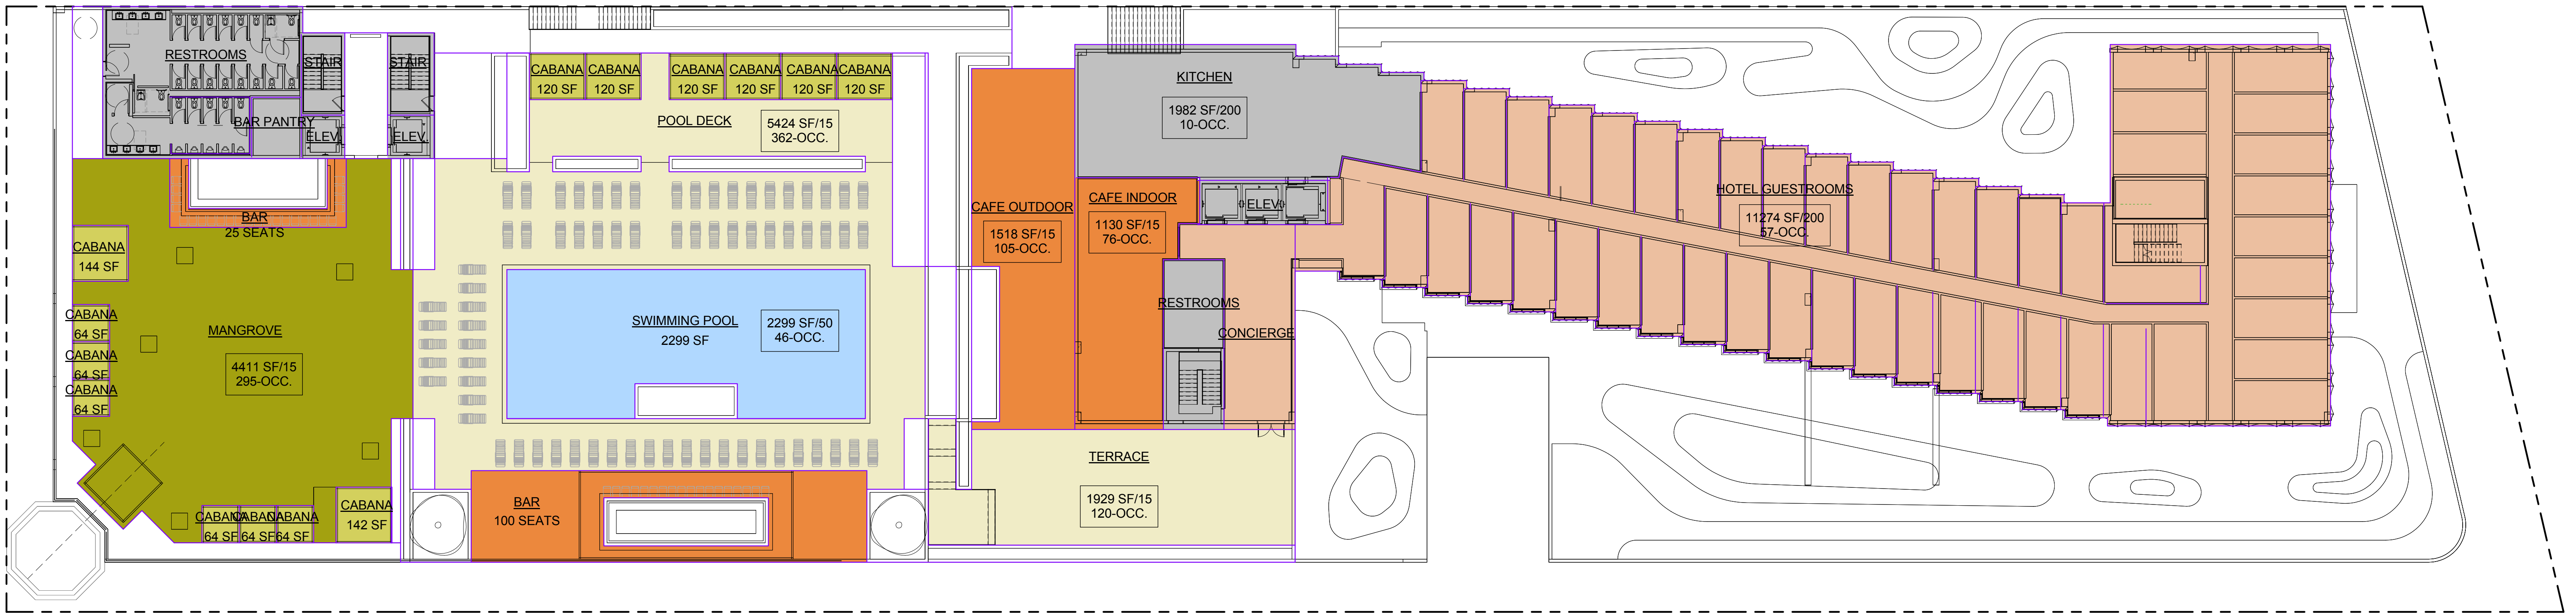 RESTROOMS
STAIR
STAIR
BAR PANTRY
ELEV.
ELEV.
BAR
25 SEATS
CABANA
144 SF
CABANA
64 SF
CABANA
64 SF
CABANA
64 SF
MANGROVE
4411 SF/15
295-OCC.
CABANA
64 SF
CABANA
64 SF
CABANA
64 SF
CABANA
142 SF
CABANA
120 SF
CABANA
120 SF
CABANA
120 SF
CABANA
120 SF
CABANA
120 SF
CABANA
120 SF
POOL DECK
5424 SF/15
362-OCC.
SWIMMING POOL
2299 SF
2299 SF/50
46-OCC.
BAR
100 SEATS
CAFE OUTDOOR
1518 SF/15
105-OCC.
KITCHEN
1982 SF/200
10-OCC.
CAFE INDOOR
1130 SF/15
76-OCC.
ELEV.
RESTROOMS
CONCIERGE
TERRACE
1929 SF/15
120-OCC.
HOTEL GUESTROOMS
11274 SF/200
57-OCC.